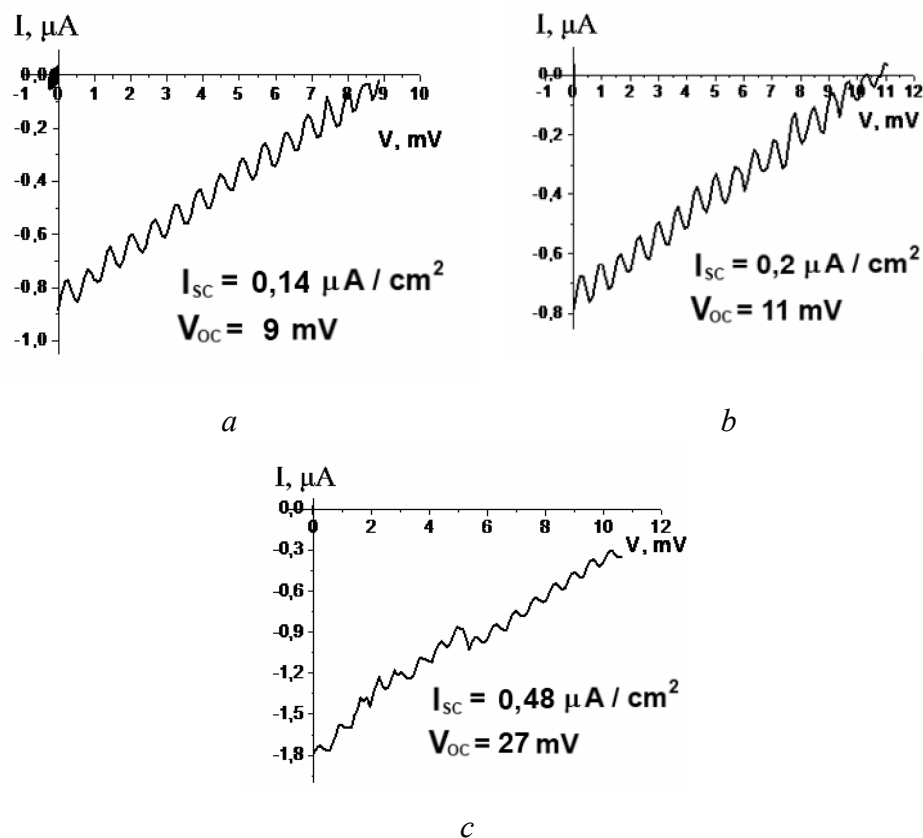 I, µA
0,0
-1 0 1 2 3 4 5 6 7 8 9 10
-0,2
V, mV
-0,4
-0,6
-0,8
-1,0
I_SC = 0,14 µA / cm²
V_OC = 9 mV
a
I, µA
0,0
-1 0 1 2 3 4 5 6 7 8 9 10 11 12
V, mV
-0,2
-0,4
-0,6
-0,8
I_SC = 0,2 µA / cm²
V_OC = 11 mV
b
I, µA
0,0
0 2 4 6 8 10 12
V, mV
-0,3
-0,6
-0,9
-1,2
-1,5
-1,8
I_SC = 0,48 µA / cm²
V_OC = 27 mV
c